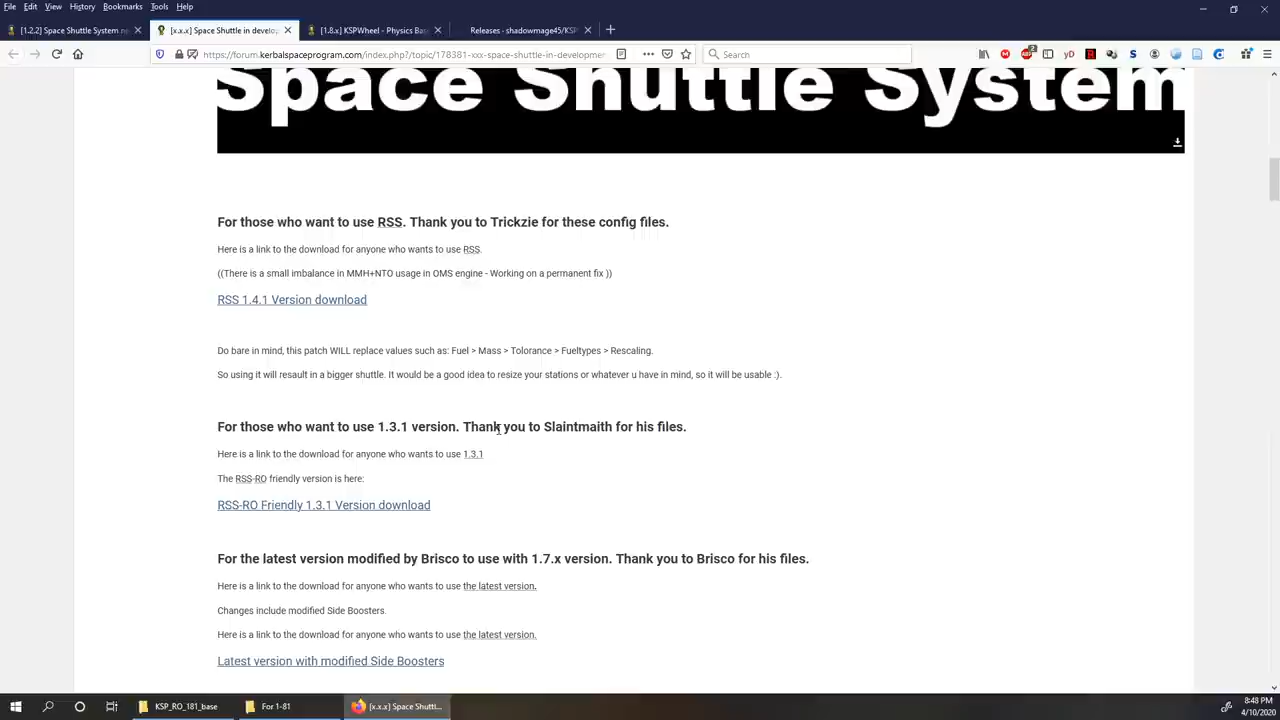 File Edit View History Bookmarks Tools Help
[1.2.2] Space Shuttle System ne
[x.x.x] Space Shuttle in develo
[1.8.x] KSPWheel - Physics Bas
Releases - shadowmage45/KSP
https://forum.kerbalspaceprogram.com/index.php?/topic/178381-xxx-space-shuttle-in-developmen
Search
Space Shuttle System
For those who want to use RSS. Thank you to Trickzie for these config files.
Here is a link to the download for anyone who wants to use RSS.
((There is a small imbalance in MMH+NTO usage in OMS engine - Working on a permanent fix ))
RSS 1.4.1 Version download
Do bare in mind, this patch WILL replace values such as: Fuel > Mass > Tolorance > Fueltypes > Rescaling.
So using it will resault in a bigger shuttle. It would be a good idea to resize your stations or whatever u have in mind, so it will be usable :).
For those who want to use 1.3.1 version. Thank you to Slaintmaith for his files.
Here is a link to the download for anyone who wants to use 1.3.1
The RSS-RO friendly version is here:
RSS-RO Friendly 1.3.1 Version download
For the latest version modified by Brisco to use with 1.7.x version. Thank you to Brisco for his files.
Here is a link to the download for anyone who wants to use the latest version.
Changes include modified Side Boosters.
Here is a link to the download for anyone who wants to use the latest version.
Latest version with modified Side Boosters
KSP_RO_181_base
For 1-81
[x.x.x] Space Shuttl...
8:48 PM
4/10/2020